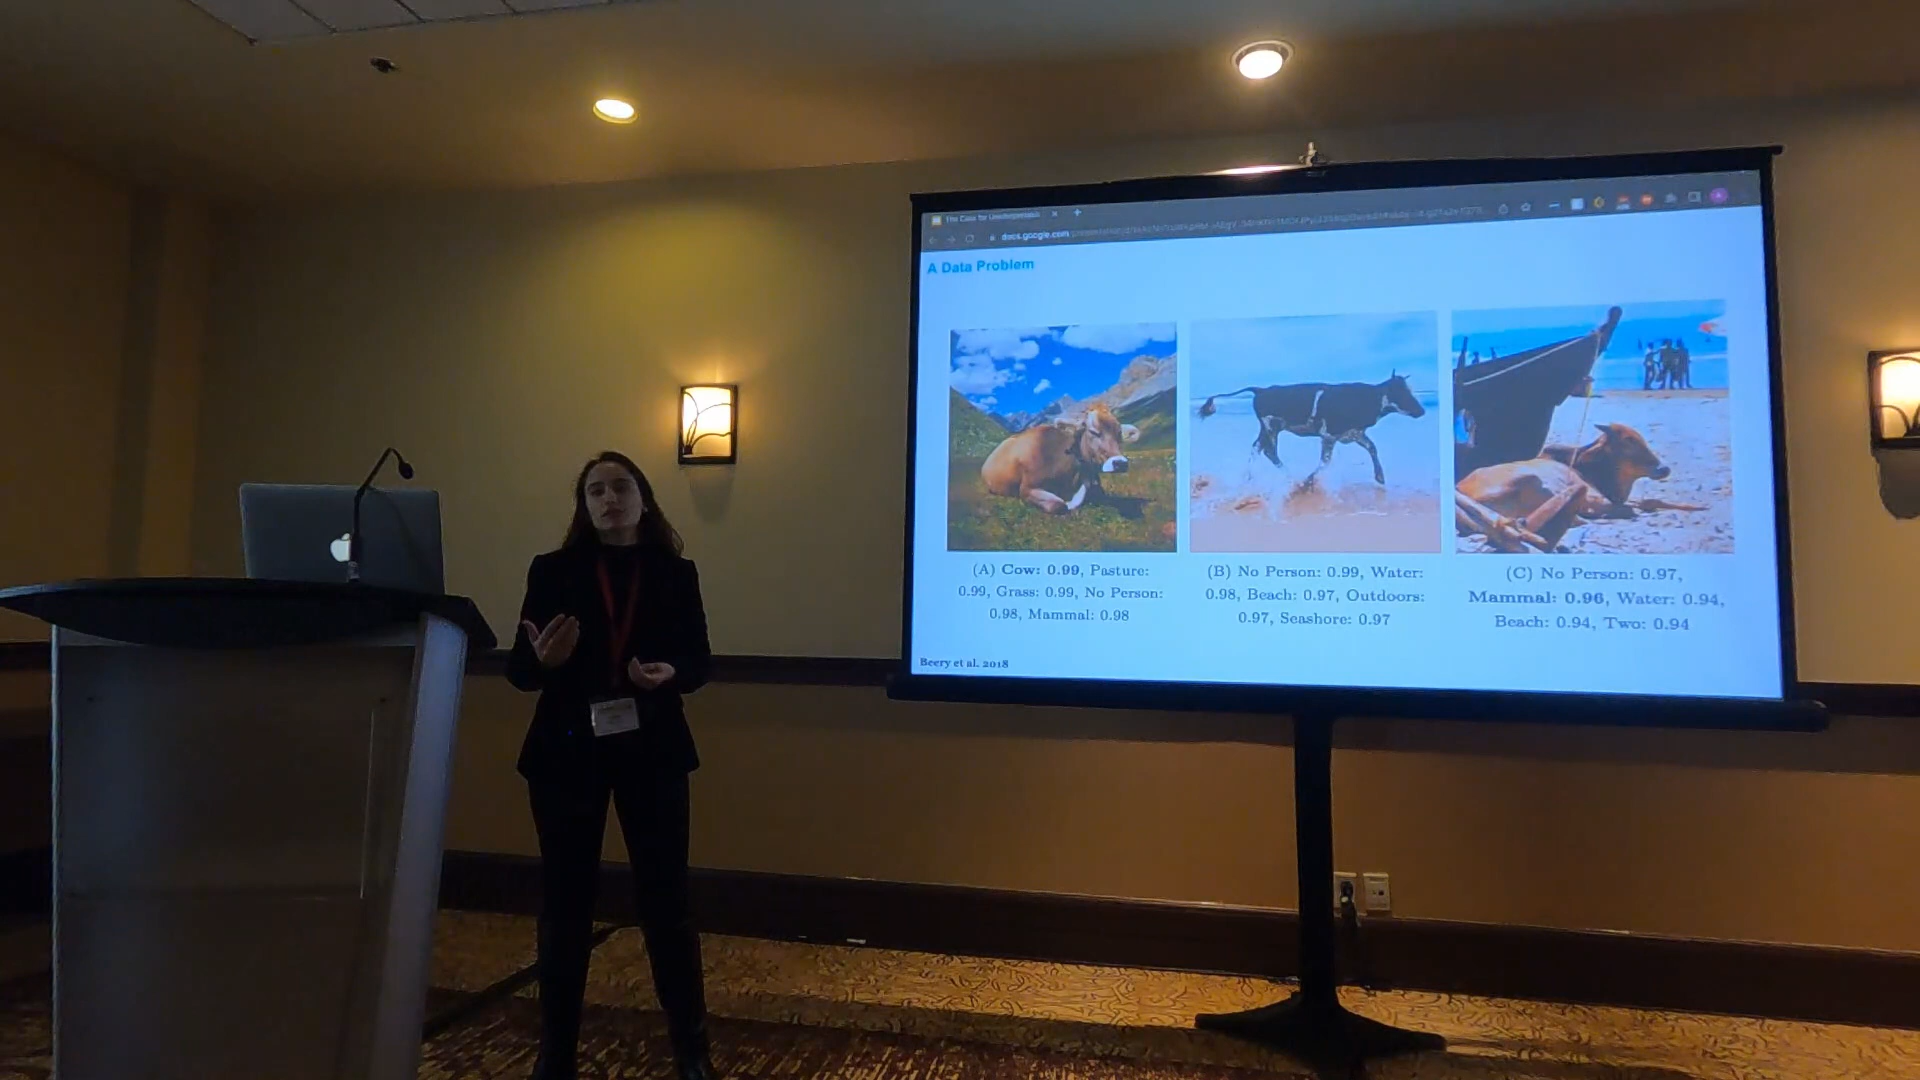 The Case for
docs.google.com
A Data Problem
(A) Cow: 0.99, Pasture:
0.99, Grass: 0.99, No Person:
0.98, Mammal: 0.98
(B) No Person: 0.99, Water:
0.98, Beach: 0.97, Outdoors:
0.97, Seashore: 0.97
(C) No Person: 0.97,
Mammal: 0.96, Water: 0.94,
Beach: 0.94, Two: 0.94
Beery et al. 2018